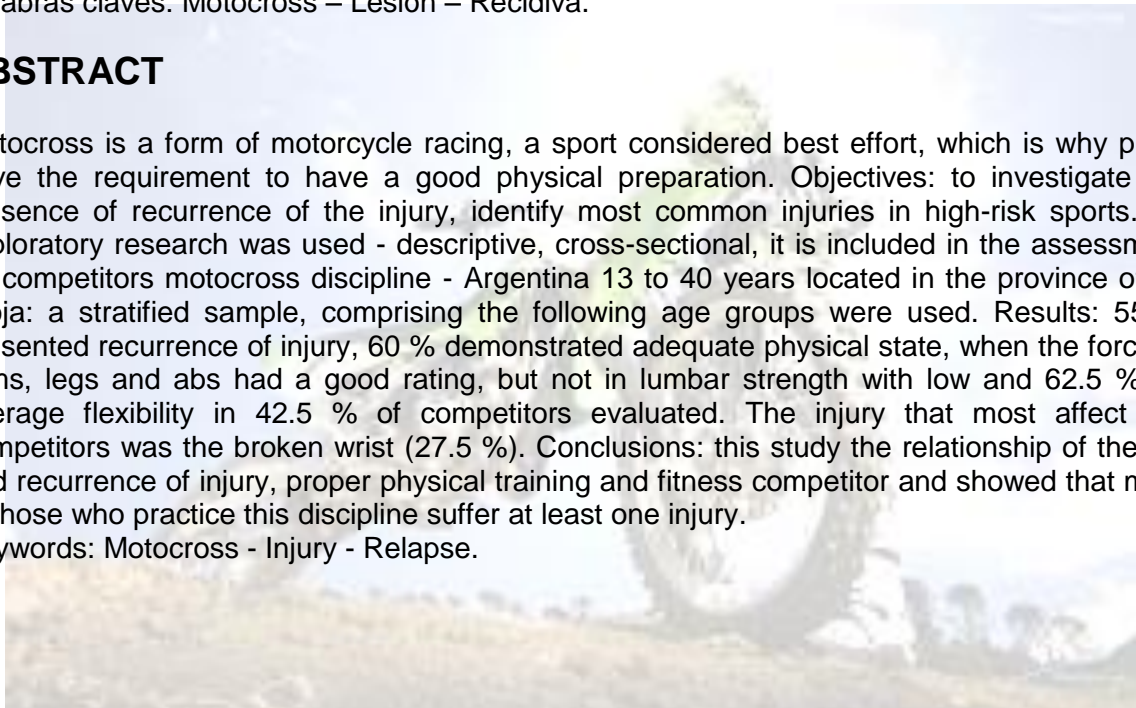 abras claves: Motocross – Lesión – Recidiva.
BSTRACT
tocross is a form of motorcycle racing, a sport considered best effort, which is why p
ve the requirement to have a good physical preparation. Objectives: to investigate
sence of recurrence of the injury, identify most common injuries in high-risk sports.
ploratory research was used - descriptive, cross-sectional, it is included in the assessm
competitors motocross discipline - Argentina 13 to 40 years located in the province o
oja: a stratified sample, comprising the following age groups were used. Results: 55
sented recurrence of injury, 60 % demonstrated adequate physical state, when the forc
ns, legs and abs had a good rating, but not in lumbar strength with low and 62.5 %
erage flexibility in 42.5 % of competitors evaluated. The injury that most affect
mpetitors was the broken wrist (27.5 %). Conclusions: this study the relationship of the
d recurrence of injury, proper physical training and fitness competitor and showed that m
hose who practice this discipline suffer at least one injury.
ywords: Motocross - Injury - Relapse.